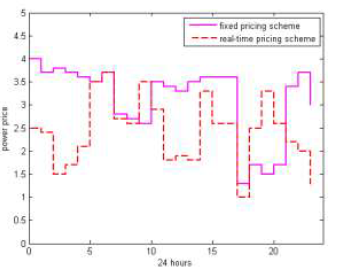 5
fixed pricing scheme
4.5
real-time pricing scheme
4
3.5
3
2.5
power price
2
1.5
1
0.5
0
0 5 10 15 20
24 hours